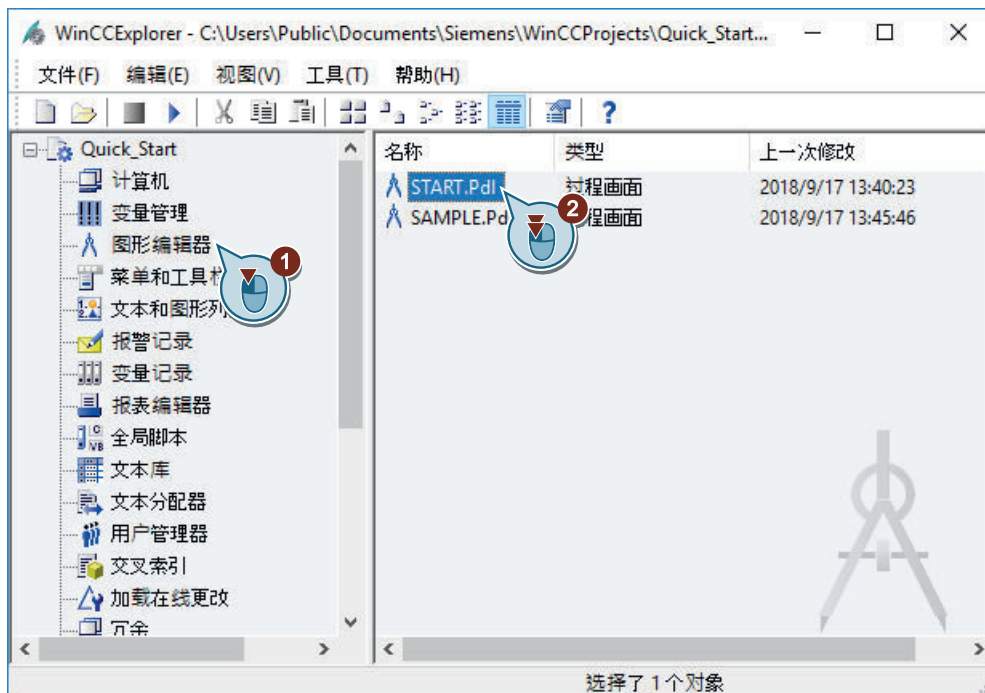 WinCCExplorer - C:\Users\Public\Documents\Siemens\WinCCProjects\Quick_Start...
文件(F) 编辑(E) 视图(V) 工具(T) 帮助(H)
Quick_Start
计算机
变量管理
图形编辑器
菜单和工具
文本和图形列
报警记录
变量记录
报表编辑器
全局脚本
文本库
文本分配器
用户管理器
交叉索引
加载在线更改
冗余
1
名称 类型 上一次修改
START.Pdl 过程画面 2018/9/17 13:40:23
SAMPLE.Pd 程画面 2018/9/17 13:45:46
2
选择了 1 个对象